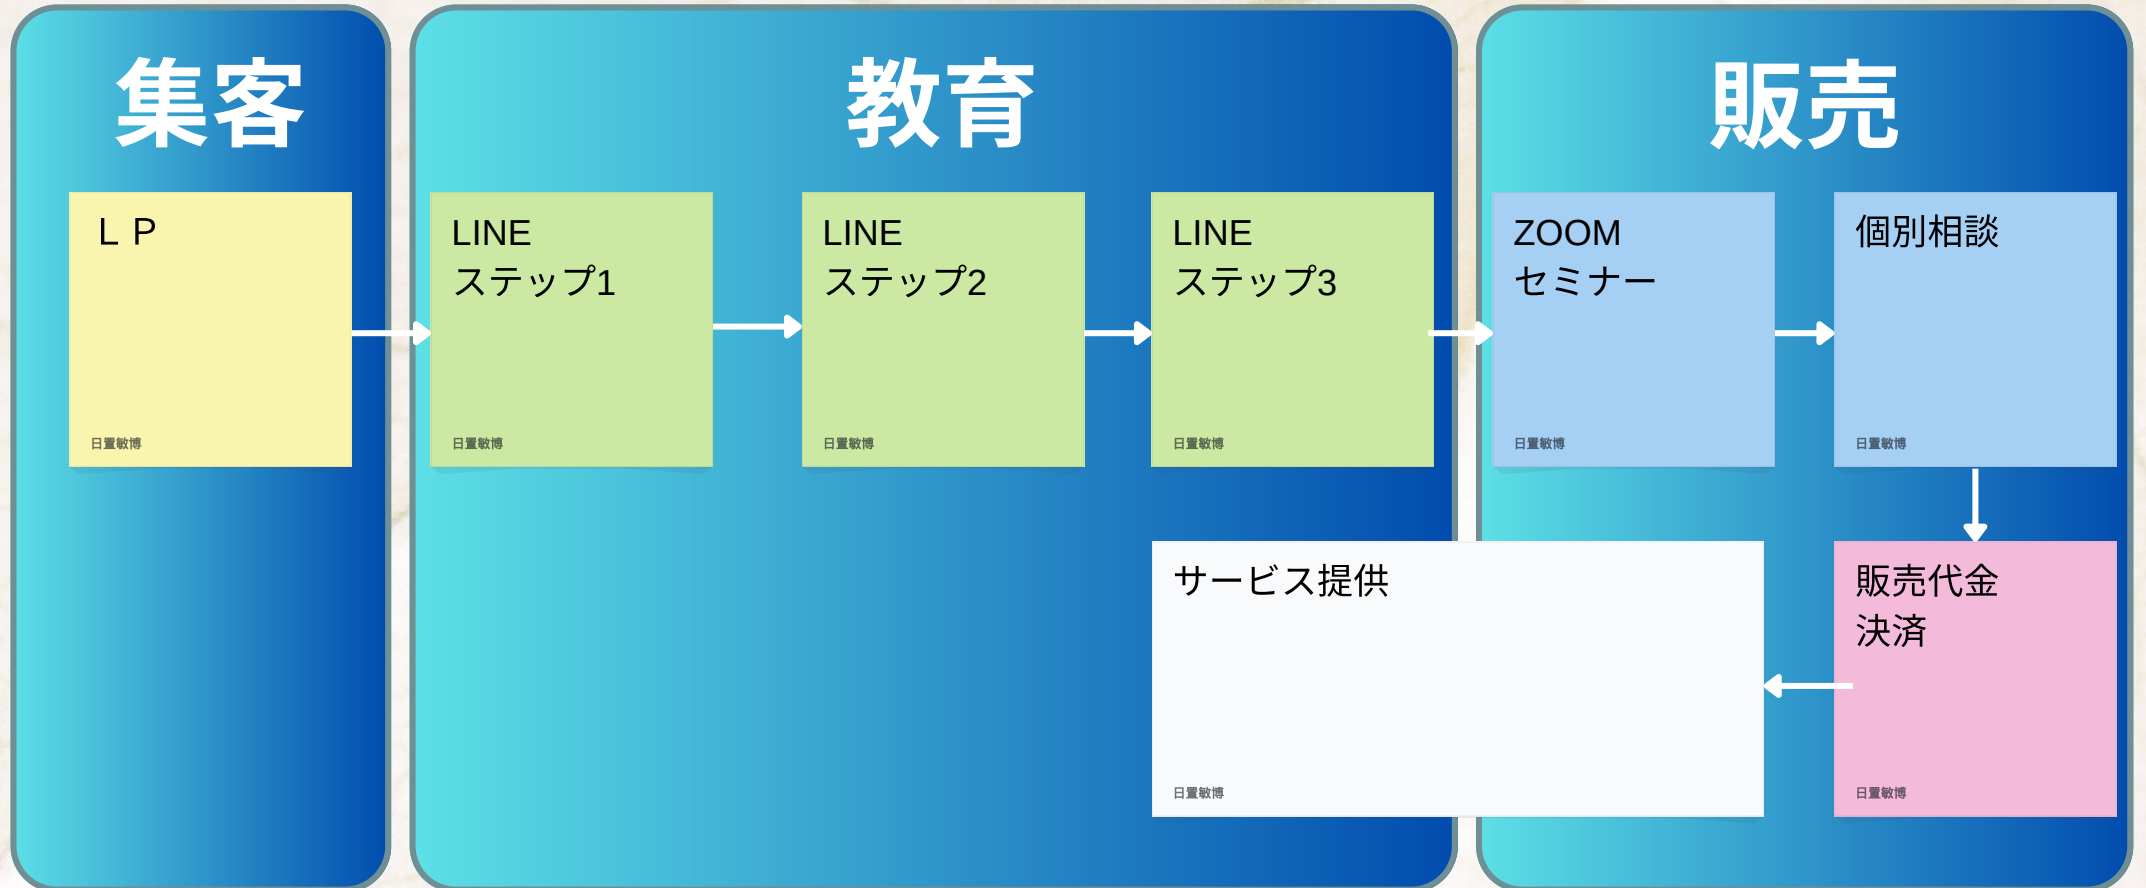 集客
教育
販売
ＬＰ
日置敏博
LINE
ステップ1
日置敏博
LINE
ステップ2
日置敏博
LINE
ステップ3
日置敏博
ZOOM
セミナー
日置敏博
個別相談
日置敏博
販売代金
決済
日置敏博
サービス提供
日置敏博